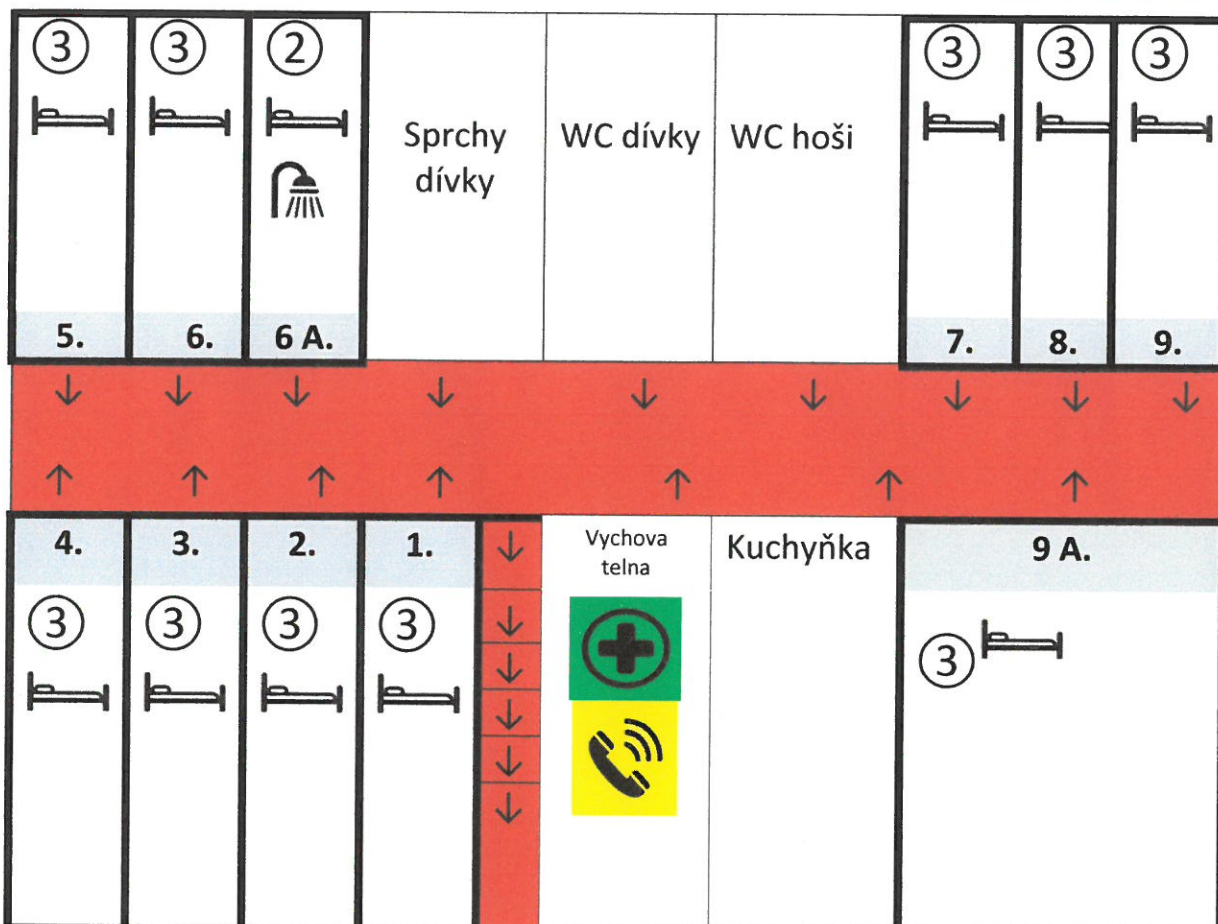 3
3
2
3
3
3
Sprchy
dívky
WC dívky
WC hoši
5.
6.
6 A.
7.
8.
9.
4.
3.
2.
1.
Vychova
telna
Kuchyňka
9 A.
3
3
3
3
3